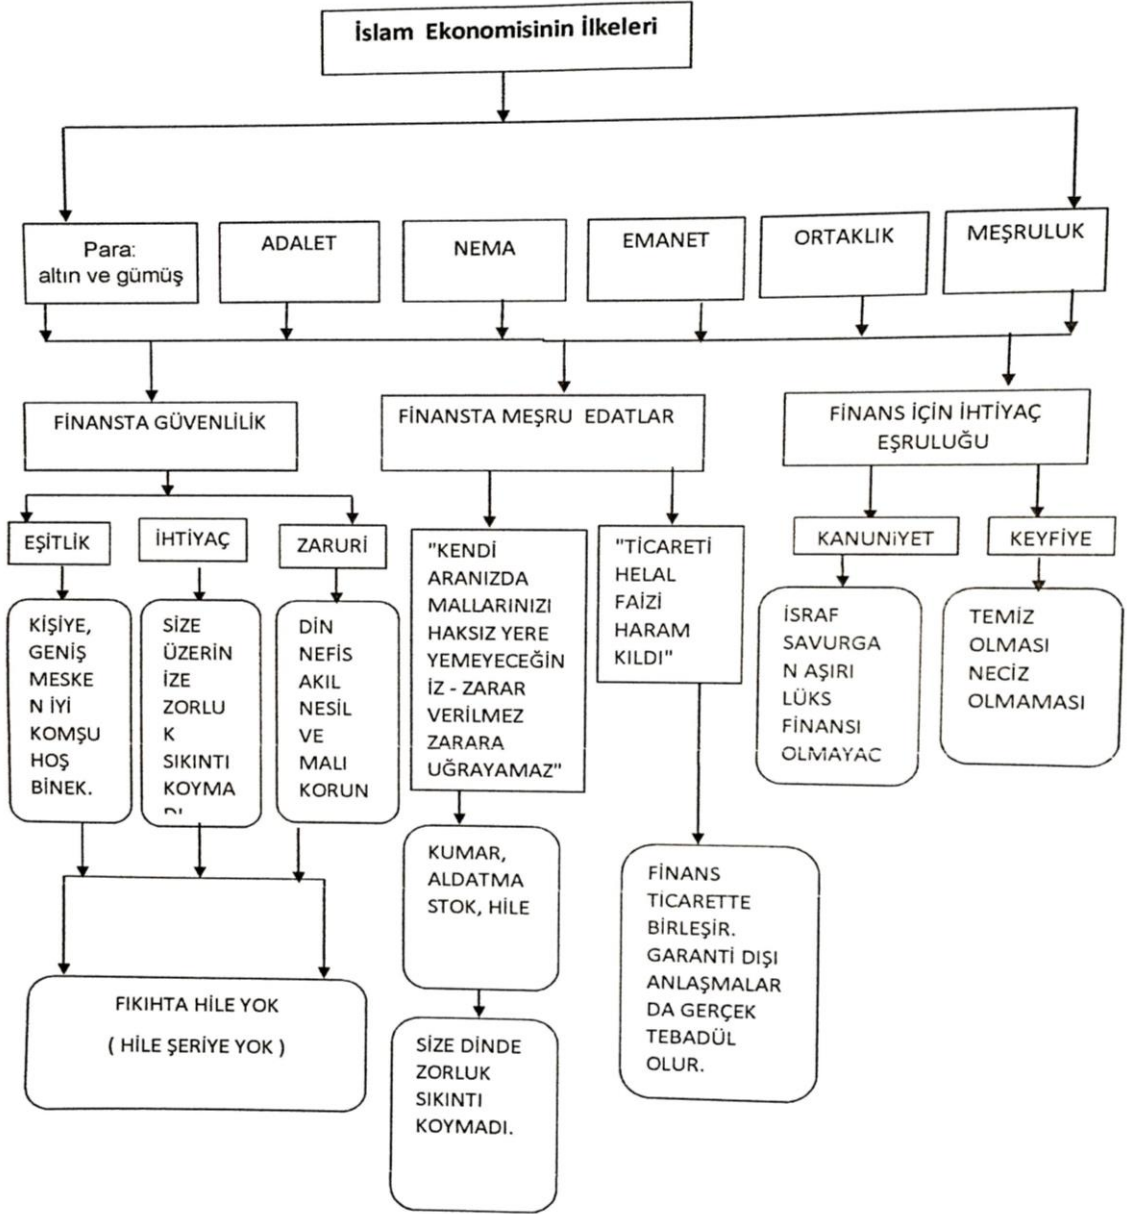 İslam Ekonomisinin İlkeleri
Para:
altın ve gümüş
ADALET
NEMA
EMANET
ORTAKLIK
MEŞRULUK
FİNANSTA GÜVENLİLİK
FİNANSTA MEŞRU EDATLAR
FİNANS İÇİN İHTİYAÇ
EŞRULUĞU
EŞİTLİK
İHTİYAÇ
ZARURİ
"KENDİ
ARANIZDA
MALLARINIZI
HAKSIZ YERE
YEMEYECEĞİN
İZ - ZARAR
VERİLMEZ
ZARARA
UĞRAYAMAZ"
"TİCARETİ
HELAL
FAİZİ
HARAM
KILDI"
KANUNiYET
KEYFİYE
KİŞİYE,
GENİŞ
MESKE
N İYİ
KOMŞU
HOŞ
BİNEK.
SİZE
ÜZERİN
İZE
ZORLU
K
SIKINTI
KOYMA
DI
DİN
NEFİS
AKIL
NESİL
VE
MALI
KORUN
İSRAF
SAVURGA
N AŞIRI
LÜKS
FİNANSI
OLMAYAC
TEMİZ
OLMASI
NECİZ
OLMAMASI
KUMAR,
ALDATMA
STOK, HİLE
FİNANS
TİCARETTE
BİRLEŞİR.
GARANTİ DIŞI
ANLAŞMALAR
DA GERÇEK
TEBADÜL
OLUR.
FIKIHTA HİLE YOK
( HİLE ŞERİYE YOK )
SİZE DİNDE
ZORLUK
SIKINTI
KOYMADI.